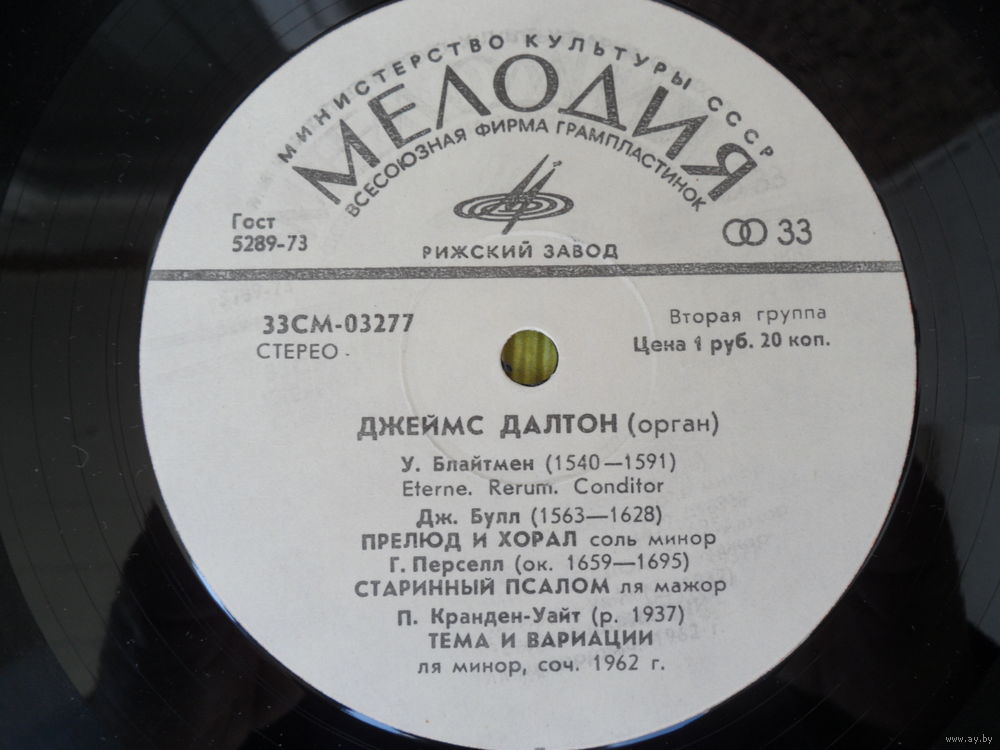 МИНИСТЕРСТВО КУЛЬТУРЫ СССР
МЕЛОДИЯ
ВСЕСОЮЗНАЯ ФИРМА ГРАМПЛАСТИНОК
Гост
5289-73
РИЖСКИЙ ЗАВОД
33
33СМ-03277
СТЕРЕО
Вторая группа
Цена 1 руб. 20 коп.
ДЖЕЙМС ДАЛТОН (орган)
У. Блайтмен (1540—1591)
Eterne. Rerum. Conditor
Дж. Булл (1563—1628)
ПРЕЛЮД И ХОРАЛ соль минор
Г. Перселл (ок. 1659—1695)
СТАРИННЫЙ ПСАЛОМ ля мажор
П. Кранден-Уайт (р. 1937)
ТЕМА И ВАРИАЦИИ
ля минор, соч. 1962 г.
www.ay.by